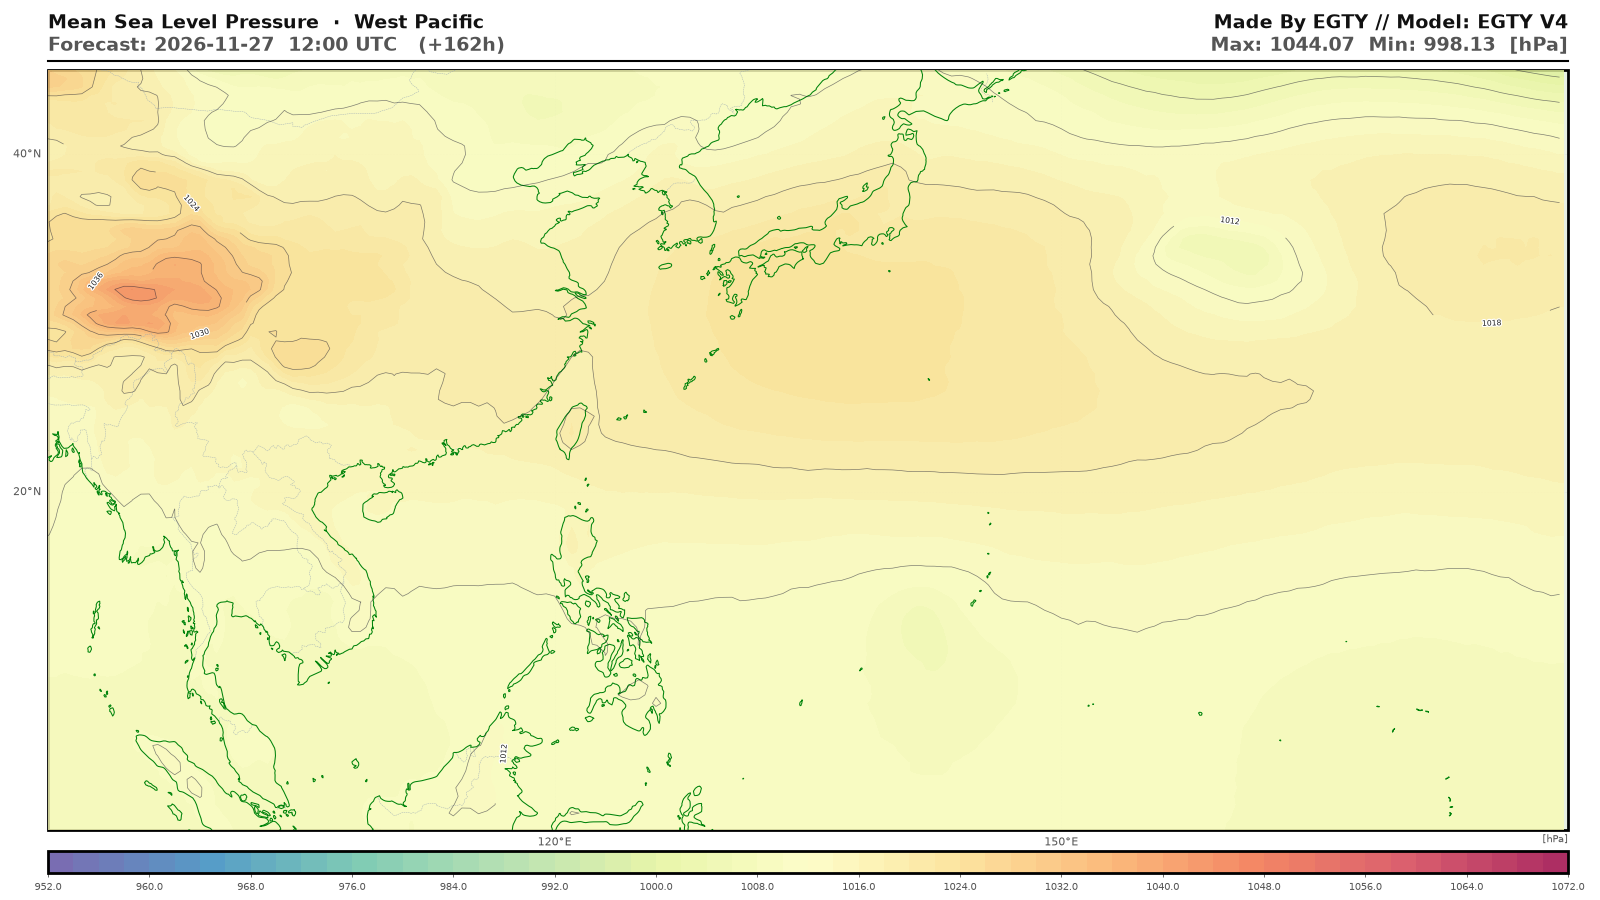 Mean Sea Level Pressure · West Pacific
Made By EGTY // Model: EGTY V4
Forecast: 2026-11-27 12:00 UTC (+162h)
Max: 1044.07 Min: 998.13 [hPa]
40°N
1024
1012
1036
1018
1030
20°N
1012
120°E
150°E
[hPa]
952.0
960.0
968.0
976.0
984.0
992.0
1000.0
1008.0
1016.0
1024.0
1032.0
1040.0
1048.0
1056.0
1064.0
1072.0